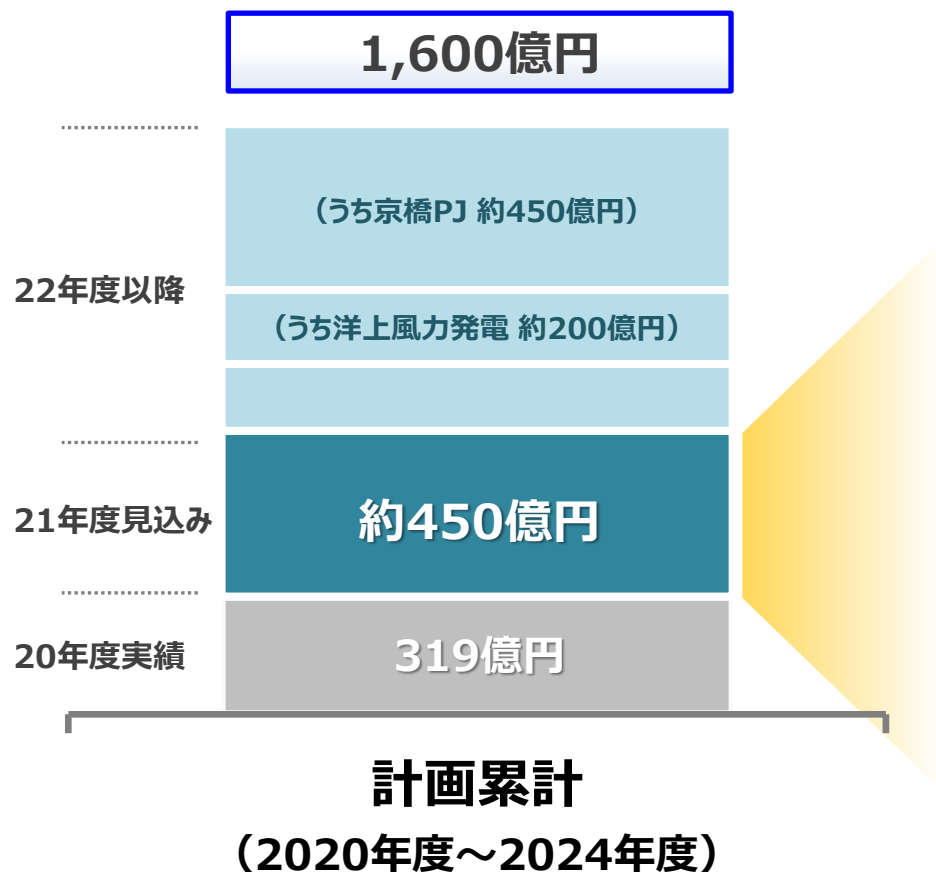 1,600億円
(うち京橋PJ 約450億円)
22年度以降
(うち洋上風力発電 約200億円)
21年度見込み
約450億円
20年度実績
319億円
計画累計
(2020年度~2024年度)